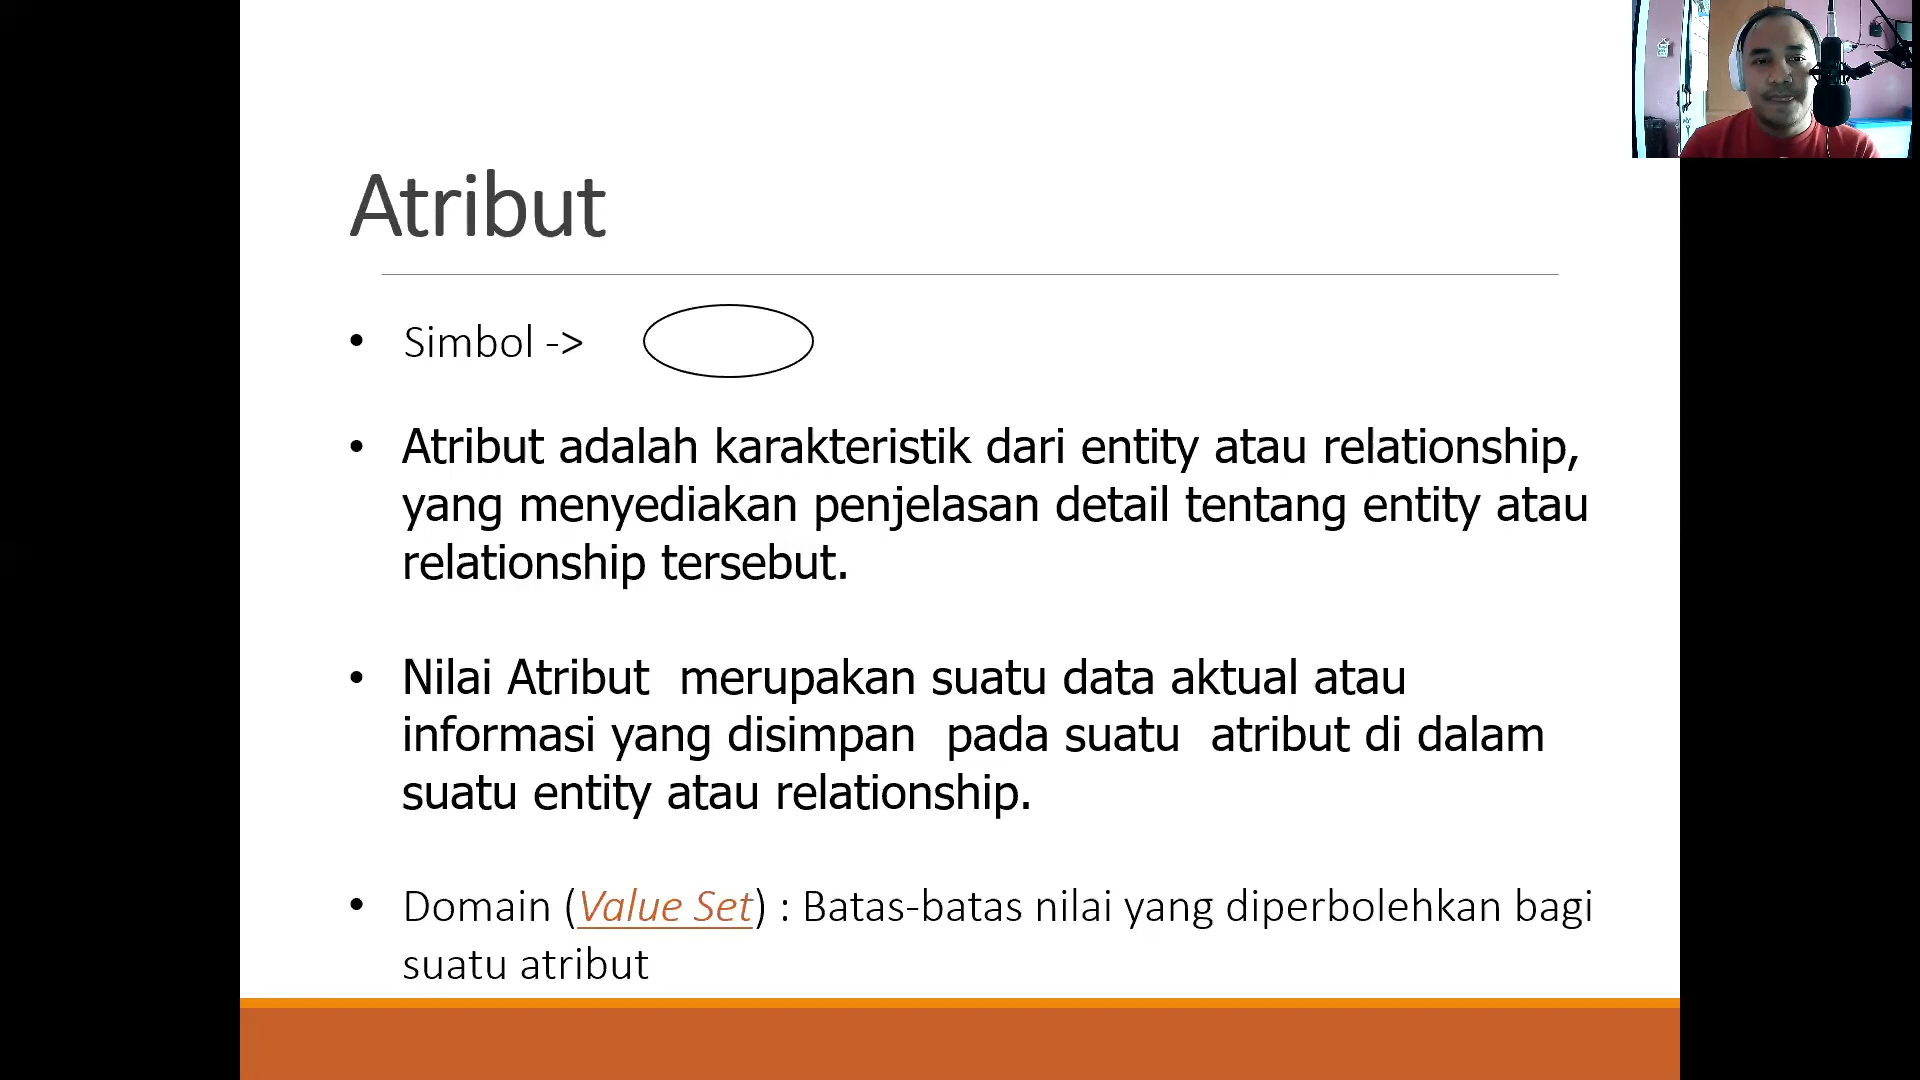 Atribut
• Simbol ->
• Atribut adalah karakteristik dari entity atau relationship,
yang menyediakan penjelasan detail tentang entity atau
relationship tersebut.
• Nilai Atribut merupakan suatu data aktual atau
informasi yang disimpan pada suatu atribut di dalam
suatu entity atau relationship.
• Domain (Value Set) : Batas-batas nilai yang diperbolehkan bagi
suatu atribut